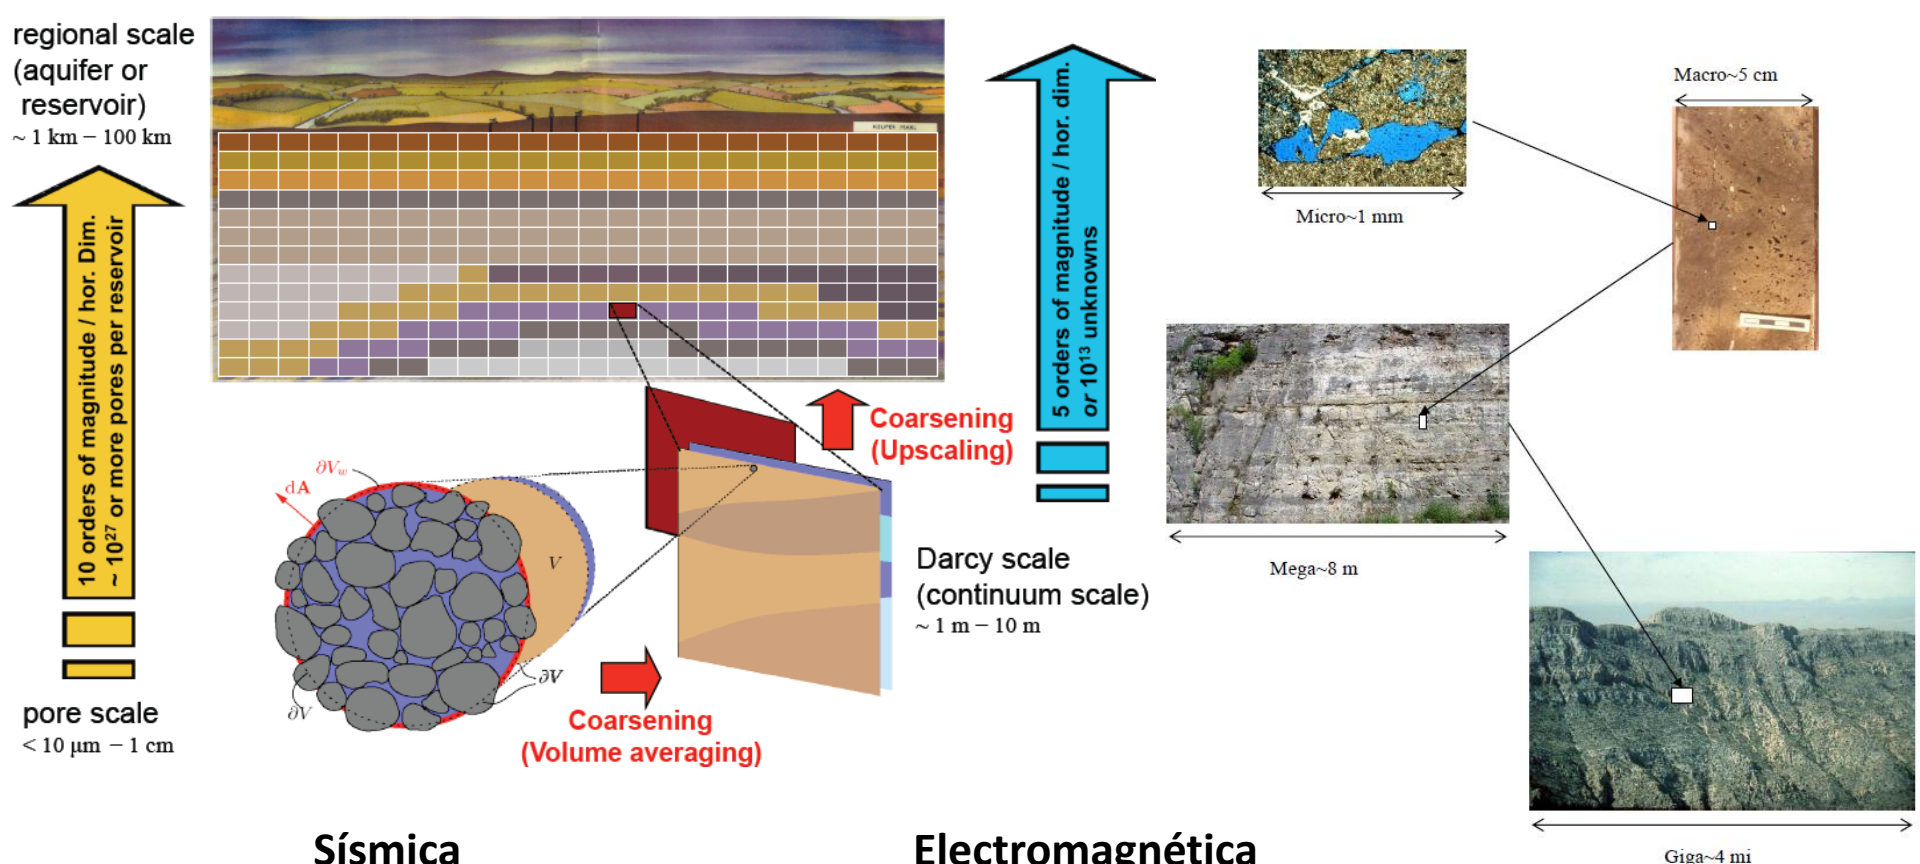 regional scale
(aquifer or
reservoir)
~ 1 km − 100 km
10 orders of magnitude / hor. Dim.
~ 10²⁷ or more pores per reservoir
pore scale
< 10 μm − 1 cm
KEUPER MARL
∂V_w
dA
V
∂V
∂V
Coarsening
(Volume averaging)
Coarsening
(Upscaling)
Darcy scale
(continuum scale)
~ 1 m − 10 m
5 orders of magnitude / hor. dim.
or 10¹³ unknowns
Micro~1 mm
Macro~5 cm
Mega~8 m
Giga~4 mi
Sísmica
Electromagnética